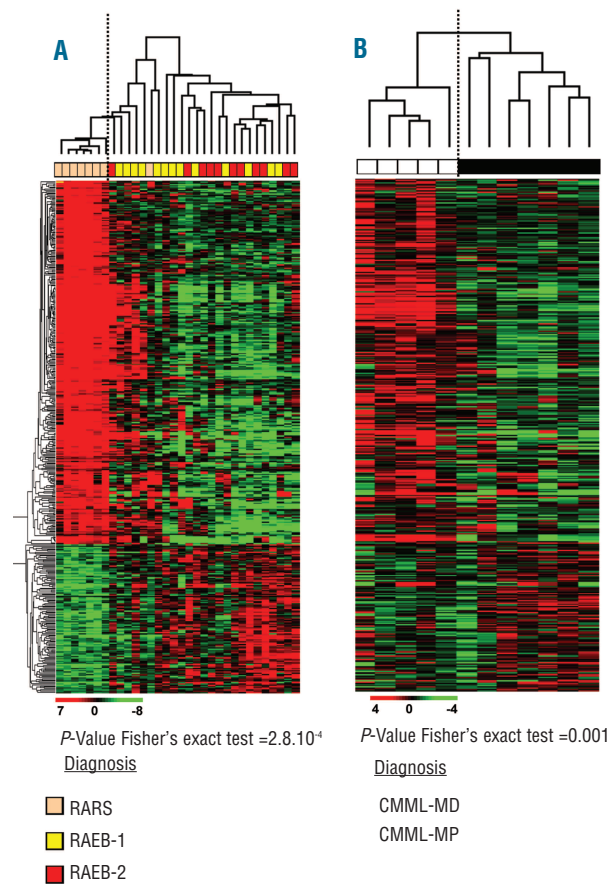 A
B
7 0 -8
4 0 -4
P-Value Fisher's exact test =2.8.10⁻⁴
P-Value Fisher's exact test =0.001
Diagnosis
Diagnosis
RARS
RAEB-1
RAEB-2
CMML-MD
CMML-MP